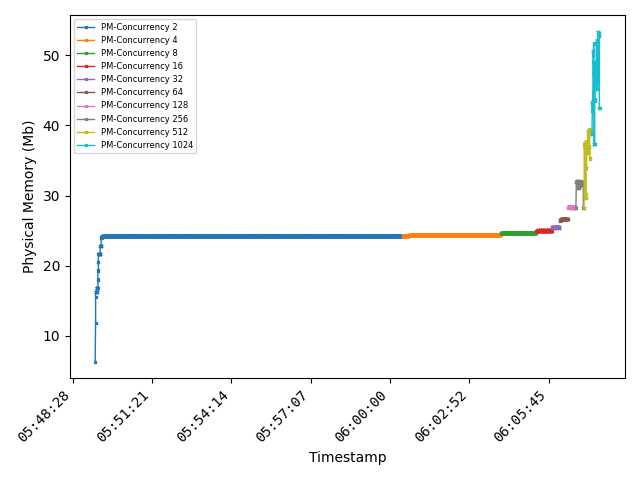 PM-Concurrency 2
PM-Concurrency 4
PM-Concurrency 8
PM-Concurrency 16
PM-Concurrency 32
PM-Concurrency 64
PM-Concurrency 128
PM-Concurrency 256
PM-Concurrency 512
PM-Concurrency 1024
50
40
30
20
10
Physical Memory (Mb)
05:48:28
05:51:21
05:54:14
05:57:07
06:00:00
06:02:52
06:05:45
Timestamp